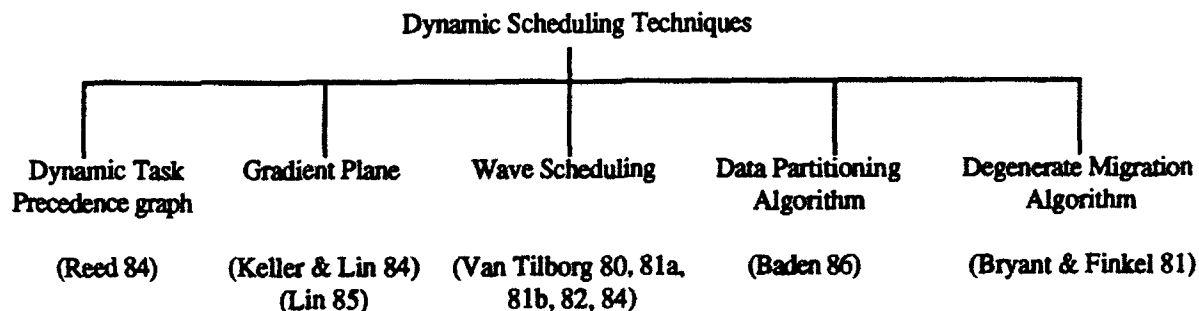 Dynamic Scheduling Techniques
Dynamic Task
Precedence graph
(Reed 84)
Gradient Plane
(Keller & Lin 84)
(Lin 85)
Wave Scheduling
(Van Tilborg 80, 81a,
81b, 82, 84)
Data Partitioning
Algorithm
(Baden 86)
Degenerate Migration
Algorithm
(Bryant & Finkel 81)